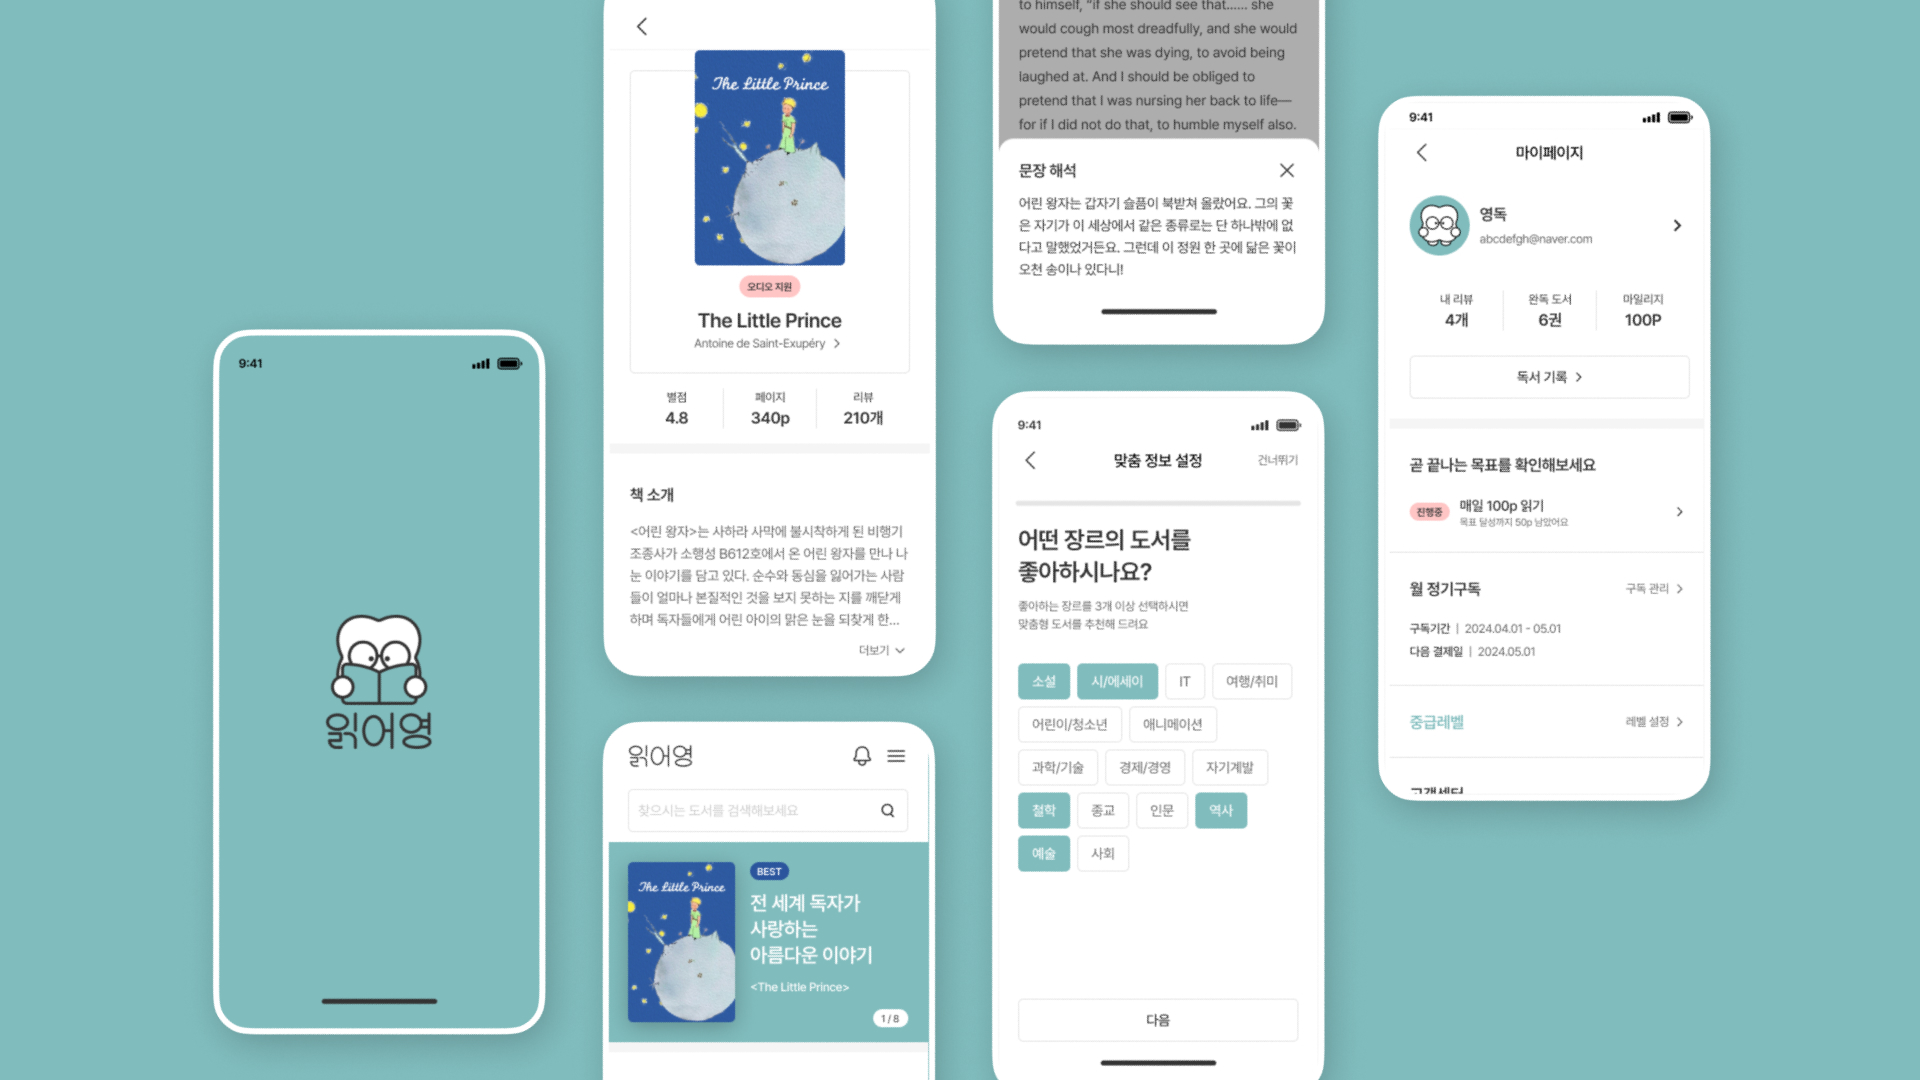 9:41
읽어영
The Little Prince
오디오 지원
The Little Prince
Antoine de Saint-Exupéry
별점
4.8
페이지
340p
리뷰
210개
책 소개
<어린 왕자>는 사하라 사막에 불시착하게 된 비행기
조종사가 소행성 B612호에서 온 어린 왕자를 만나 나
눈 이야기를 담고 있다. 순수와 동심을 잃어가는 사람
들이 얼마나 본질적인 것을 보지 못하는 지를 깨닫게
하며 독자들에게 어린 아이의 맑은 눈을 되찾게 한...
더보기
읽어영
찾으시는 도서를 검색해보세요
The Little Prince
BEST
전 세계 독자가
사랑하는
아름다운 이야기
<The Little Prince>
1 / 8
to himself, "if she should see that...... she
would cough most dreadfully, and she would
pretend that she was dying, to avoid being
laughed at. And I should be obliged to
pretend that I was nursing her back to life—
for if I did not do that, to humble myself also.
문장 해석
어린 왕자는 갑자기 슬픔이 북받쳐 올랐어요. 그의 꽃
은 자기가 이 세상에서 같은 종류로는 단 하나밖에 없
다고 말했었거든요. 그런데 이 정원 한 곳에 닮은 꽃이
오천 송이나 있다니!
9:41
맞춤 정보 설정
건너뛰기
어떤 장르의 도서를
좋아하시나요?
좋아하는 장르를 3개 이상 선택하시면
맞춤형 도서를 추천해 드려요
소설 시/에세이 IT 여행/취미
어린이/청소년 애니메이션
과학/기술 경제/경영 자기계발
철학 종교 인문 역사
예술 사회
다음
9:41
마이페이지
영독
abcdefgh@naver.com
내 리뷰
4개
완독 도서
6권
마일리지
100P
독서 기록
곧 끝나는 목표를 확인해보세요
진행중
매일 100p 읽기
목표 달성까지 50p 남았어요
월 정기구독
구독 관리
구독기간 | 2024.04.01 - 05.01
다음 결제일 | 2024.05.01
중급레벨
레벨 설정
고객센터